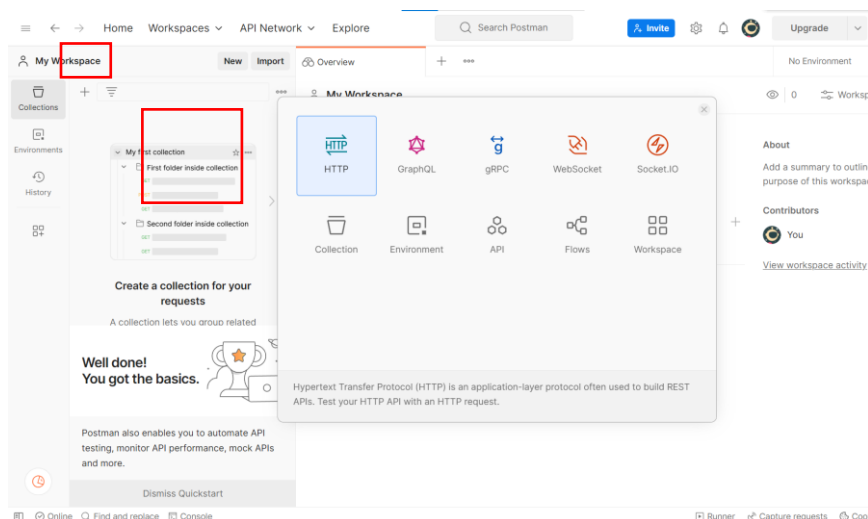 Home Workspaces API Network Explore Search Postman Invite Upgrade
My Workspace New Import Overview No Environment
Collections
My Workspace 0
Environments
History
My first collection
First folder inside collection
GET
GET
GET
Second folder inside collection
GET
GET
Create a collection for your
requests
A collection lets you group related
Well done!
You got the basics.
Postman also enables you to automate API
testing, monitor API performance, mock APIs
and more.
Dismiss Quickstart
HTTP
HTTP GraphQL gRPC WebSocket Socket.IO
Collection Environment API Flows Workspace
Hypertext Transfer Protocol (HTTP) is an application-layer protocol often used to build REST
APIs. Test your HTTP API with an HTTP request.
About
Add a summary to outlin
purpose of this workspac
Contributors
You
View workspace activity
Online Find and replace Console Runner Capture requests